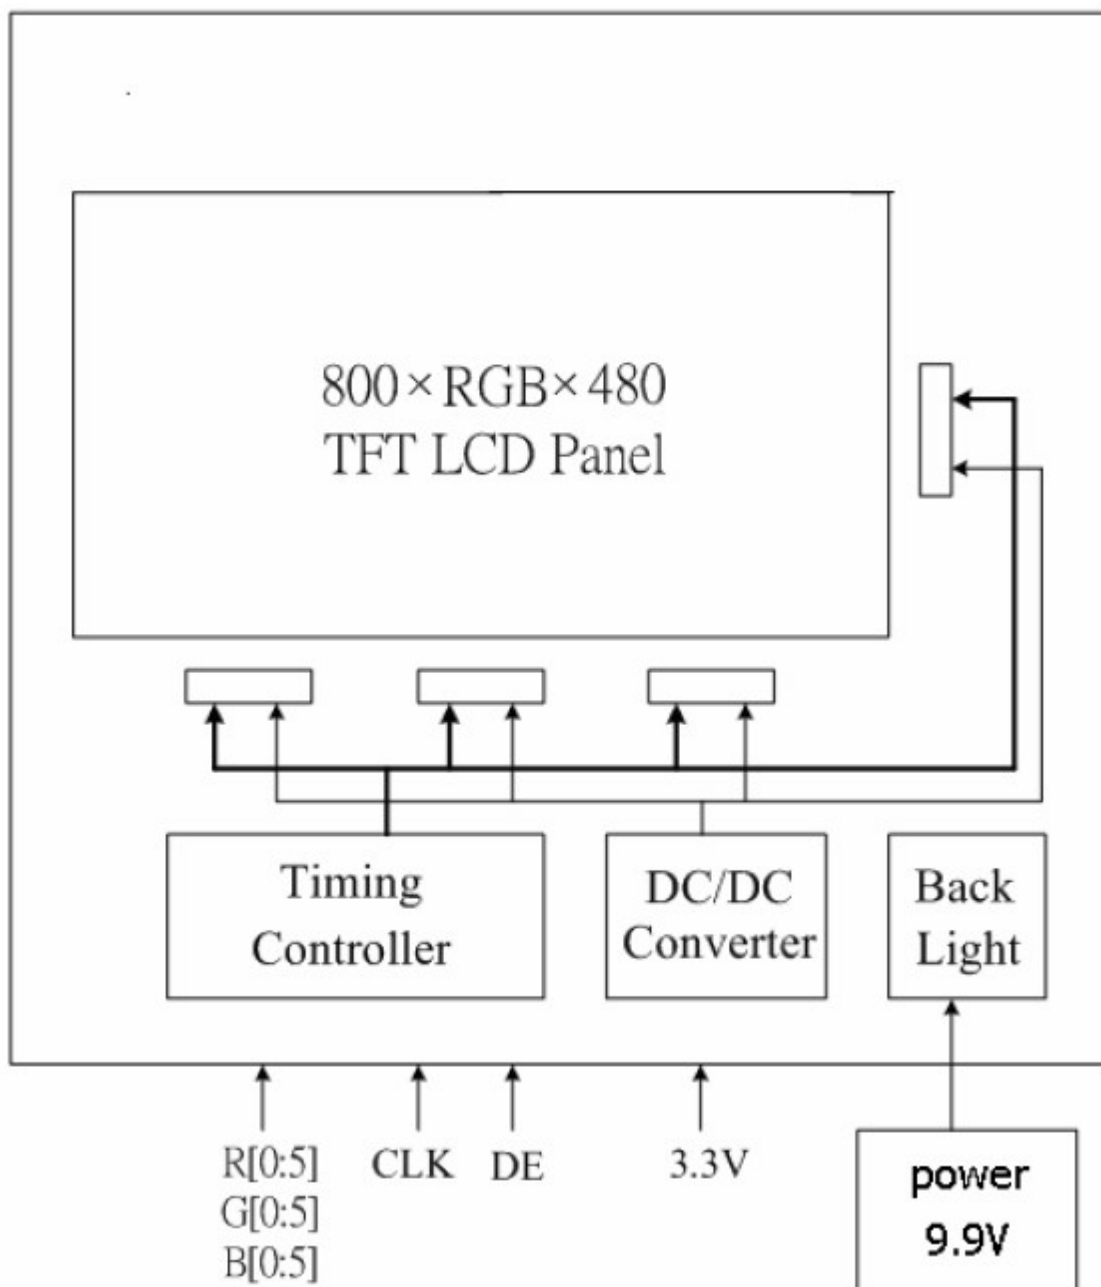 800×RGB×480
TFT LCD Panel
Timing
Controller
DC/DC
Converter
Back
Light
R[0:5]
G[0:5]
B[0:5]
CLK
DE
3.3V
power
9.9V